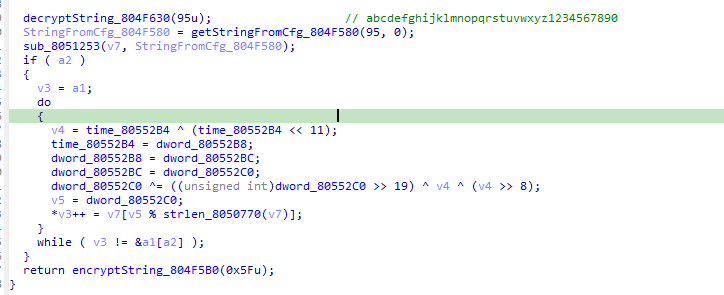 decryptString_804F630(95u); // abcdefghijklmnopqrstuvwxyz1234567890
StringFromCfg_804F580 = getStringFromCfg_804F580(95, 0);
sub_8051253(v7, StringFromCfg_804F580);
if ( a2 )
{
v3 = a1;
do
{
v4 = time_80552B4 ^ (time_80552B4 << 11);
time_80552B4 = dword_80552B8;
dword_80552B8 = dword_80552BC;
dword_80552BC = dword_80552C0;
dword_80552C0 ^= ((unsigned int)dword_80552C0 >> 19) ^ v4 ^ (v4 >> 8);
v5 = dword_80552C0;
*v3++ = v7[v5 % strlen_8050770(v7)];
}
while ( v3 != &a1[a2] );
}
return encryptString_804F5B0(0x5Fu);
}